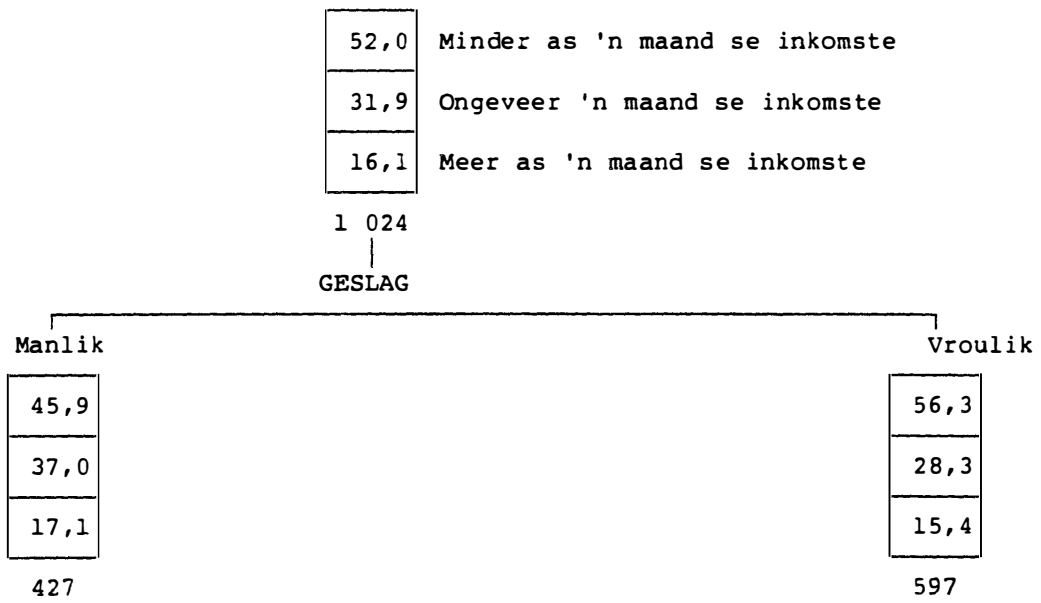 52,0 Minder as 'n maand se inkomste
31,9 Ongeveer 'n maand se inkomste
16,1 Meer as 'n maand se inkomste
1 024
GESLAG
Manlik Vroulik
45,9 56,3
37,0 28,3
17,1 15,4
427 597